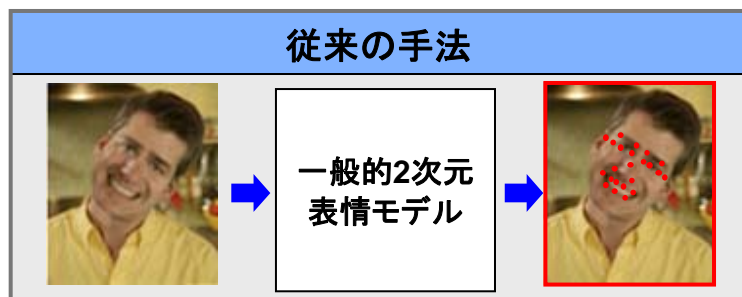 従来の手法
一般的2次元
表情モデル